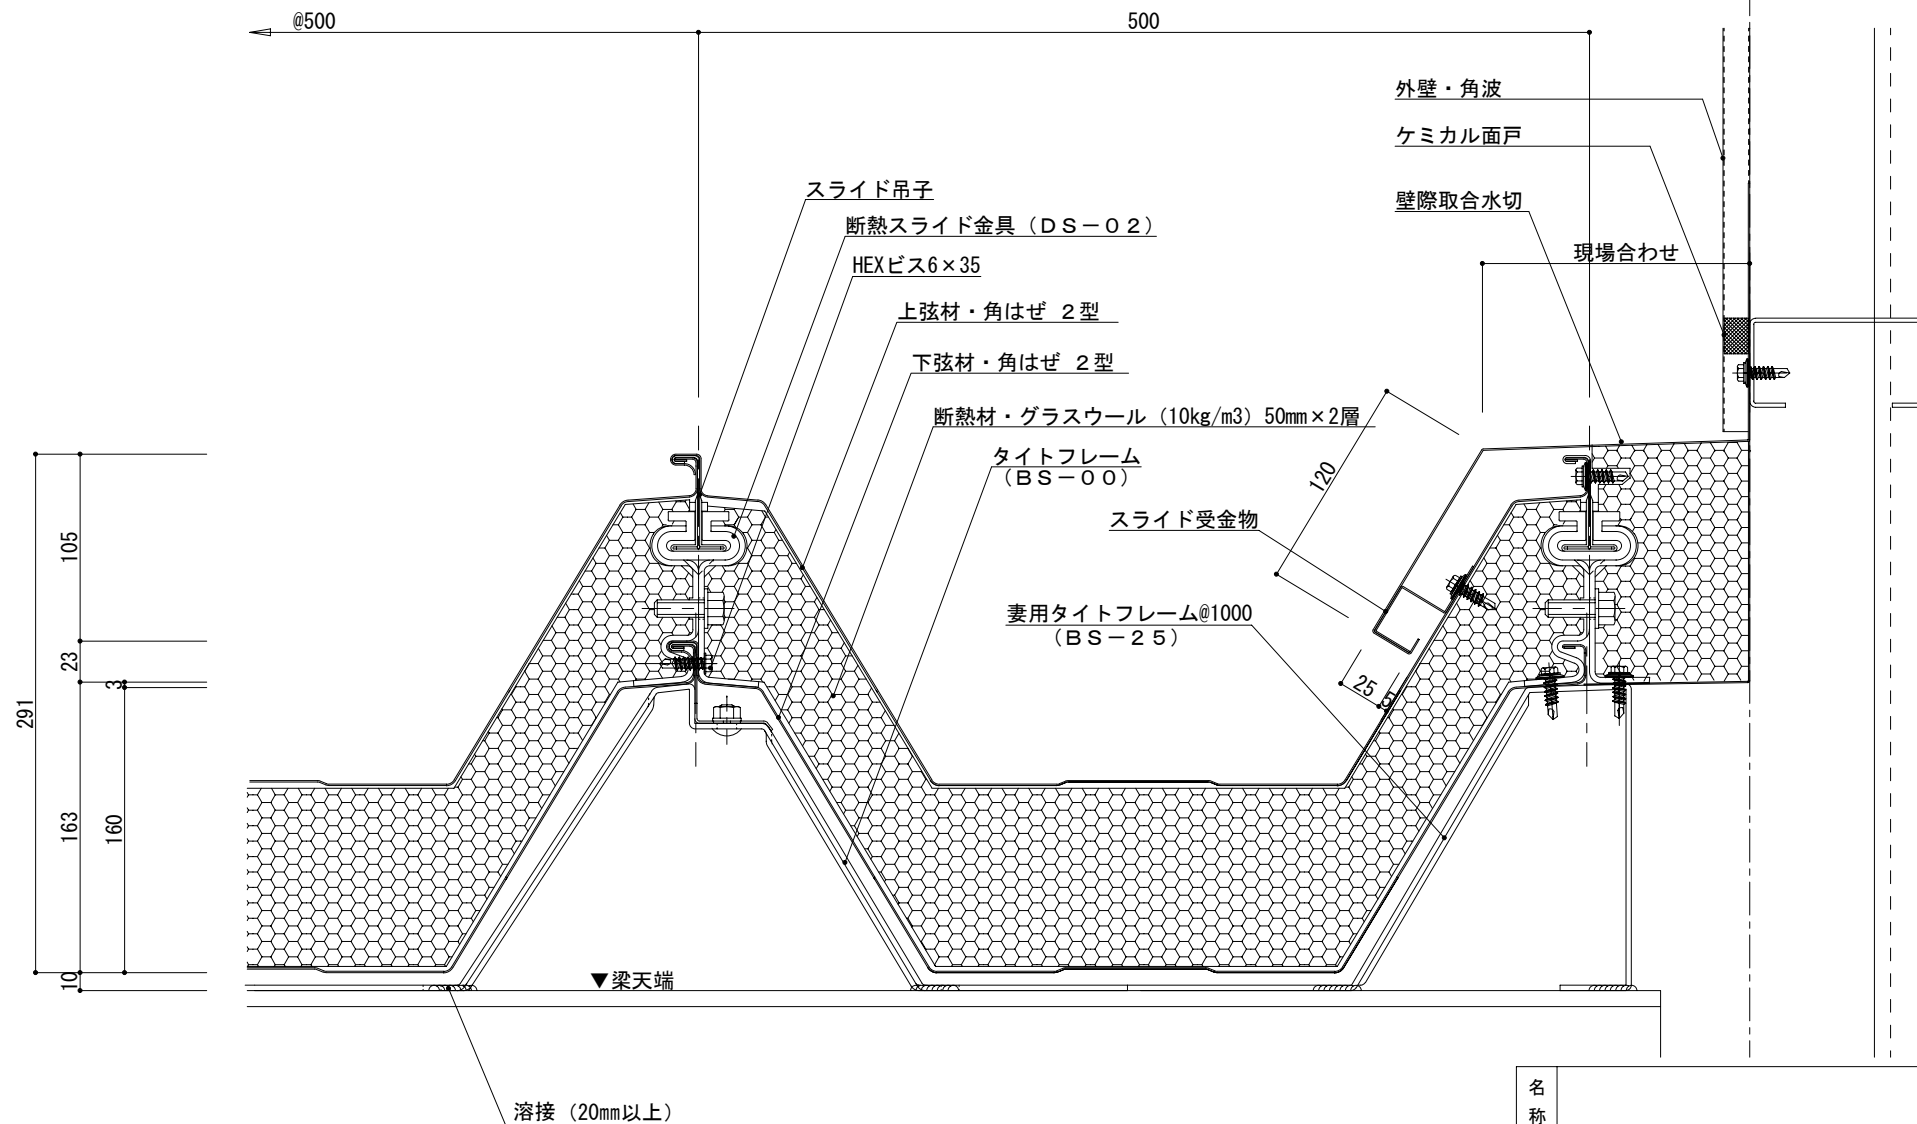 @500
500
外壁・角波
ケミカル面戸
壁際取合水切
現場合わせ
スライド吊子
断熱スライド金具（ＤＳ－０２）
HEXビス6×35
上弦材・角はぜ ２型
下弦材・角はぜ ２型
断熱材・グラスウール（10kg/m3）50mm×2層
タイトフレーム
（ＢＳ－００）
スライド受金物
妻用タイトフレーム@1000
（ＢＳ－２５）
120
25
5
105
23
3
291
163
160
10
▼梁天端
溶接（20mm以上）
名
称